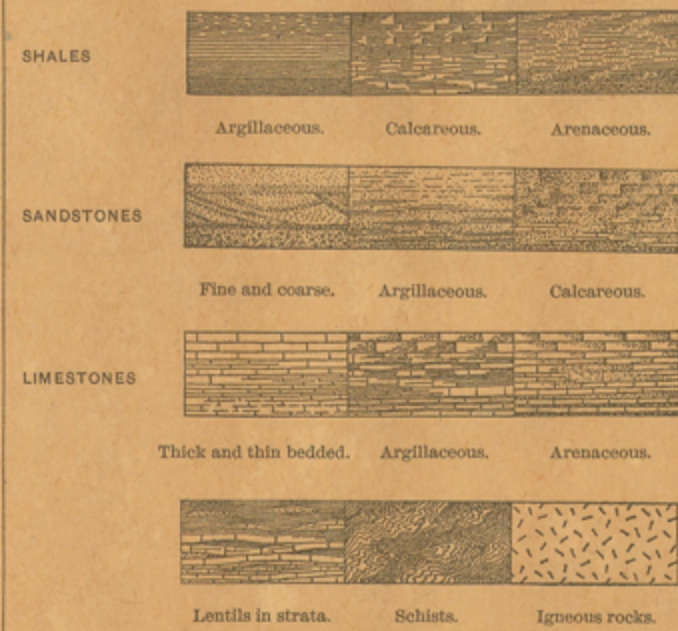 SHALES
Argillaceous. Calcareous. Arenaceous.
SANDSTONES
Fine and coarse. Argillaceous. Calcareous.
LIMESTONES
Thick and thin bedded. Argillaceous. Arenaceous.
Lentils in strata. Schists. Igneous rocks.